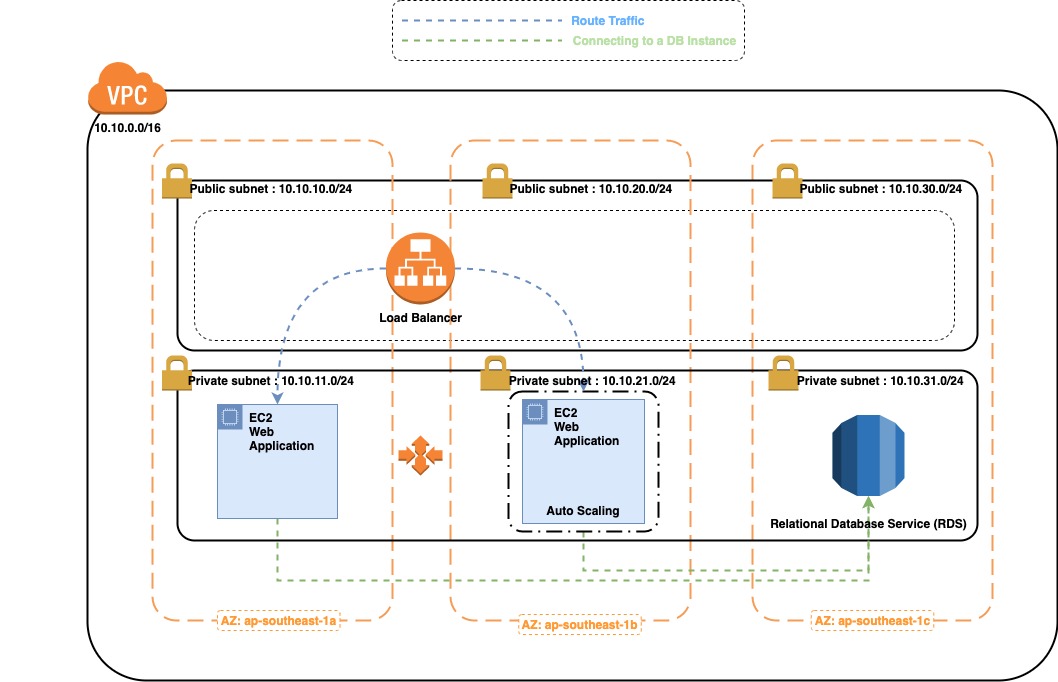 Route Traffic
Connecting to a DB Instance
VPC
10.10.0.0/16
Public subnet : 10.10.10.0/24
Public subnet : 10.10.20.0/24
Public subnet : 10.10.30.0/24
Load Balancer
Private subnet : 10.10.11.0/24
Private subnet : 10.10.21.0/24
Private subnet : 10.10.31.0/24
EC2
Web
Application
EC2
Web
Application
Auto Scaling
Relational Database Service (RDS)
AZ: ap-southeast-1a
AZ: ap-southeast-1b
AZ: ap-southeast-1c